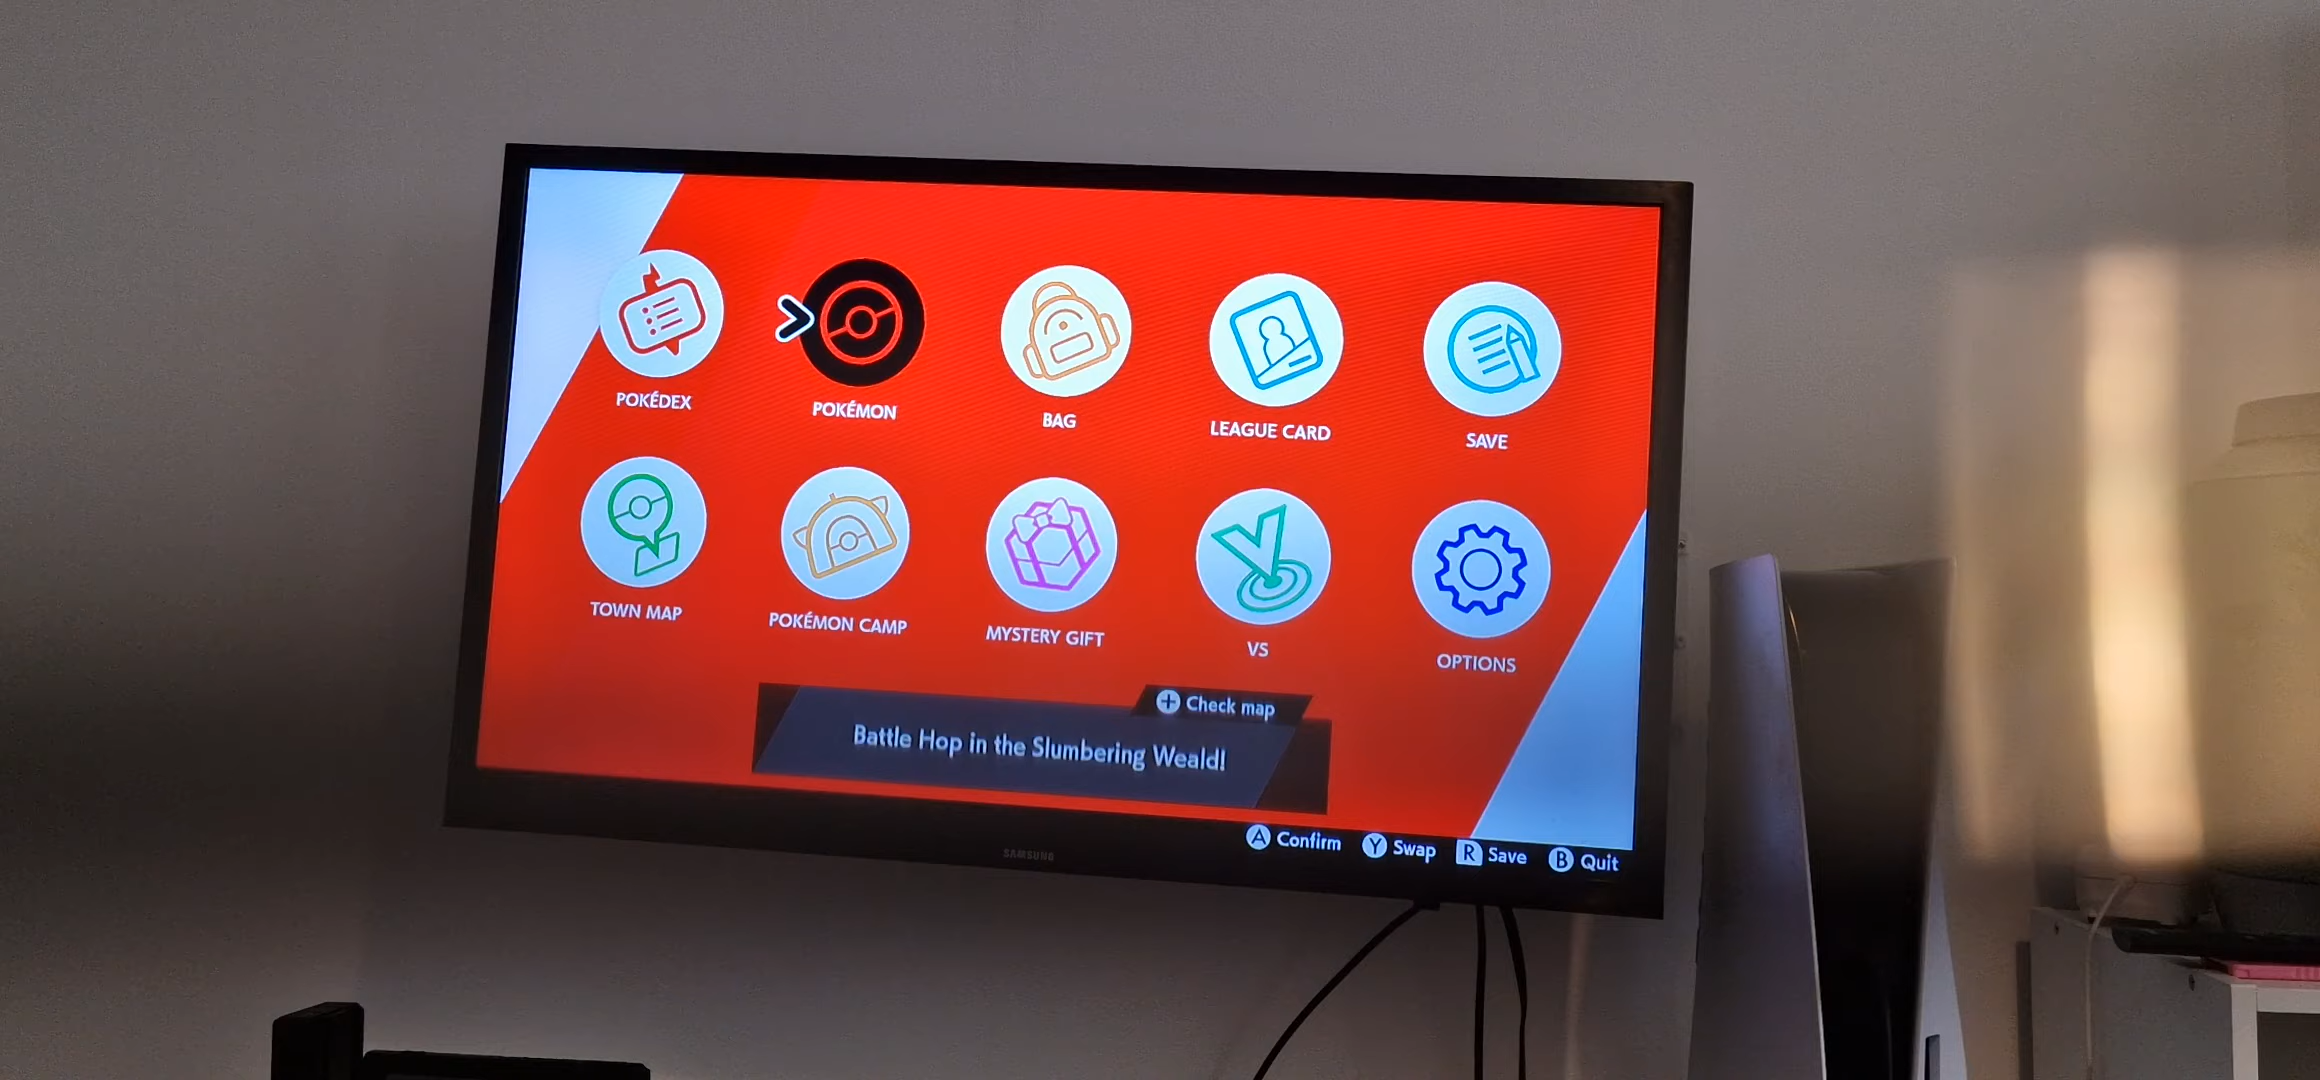 POKÉDEX
POKÉMON
BAG
LEAGUE CARD
SAVE
TOWN MAP
POKÉMON CAMP
MYSTERY GIFT
VS
OPTIONS
+ Check map
Battle Hop in the Slumbering Weald!
A Confirm Y Swap R Save B Quit
SAMSUNG